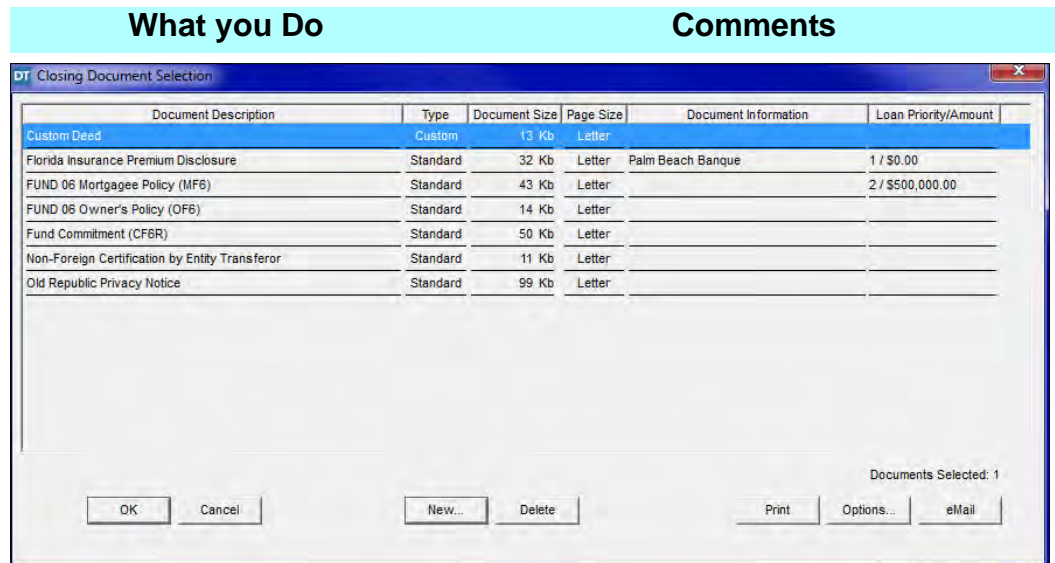 What you Do Comments
DT Closing Document Selection X
Document Description Type Document Size Page Size Document Information Loan Priority/Amount
Custom Deed Custom 13 Kb Letter
Florida Insurance Premium Disclosure Standard 32 Kb Letter Palm Beach Banque 1 / $0.00
FUND 06 Mortgagee Policy (MF6) Standard 43 Kb Letter 2 / $500,000.00
FUND 06 Owner's Policy (OF6) Standard 14 Kb Letter
Fund Commitment (CF6R) Standard 50 Kb Letter
Non-Foreign Certification by Entity Transferor Standard 11 Kb Letter
Old Republic Privacy Notice Standard 99 Kb Letter
Documents Selected: 1
OK Cancel New... Delete Print Options... eMail